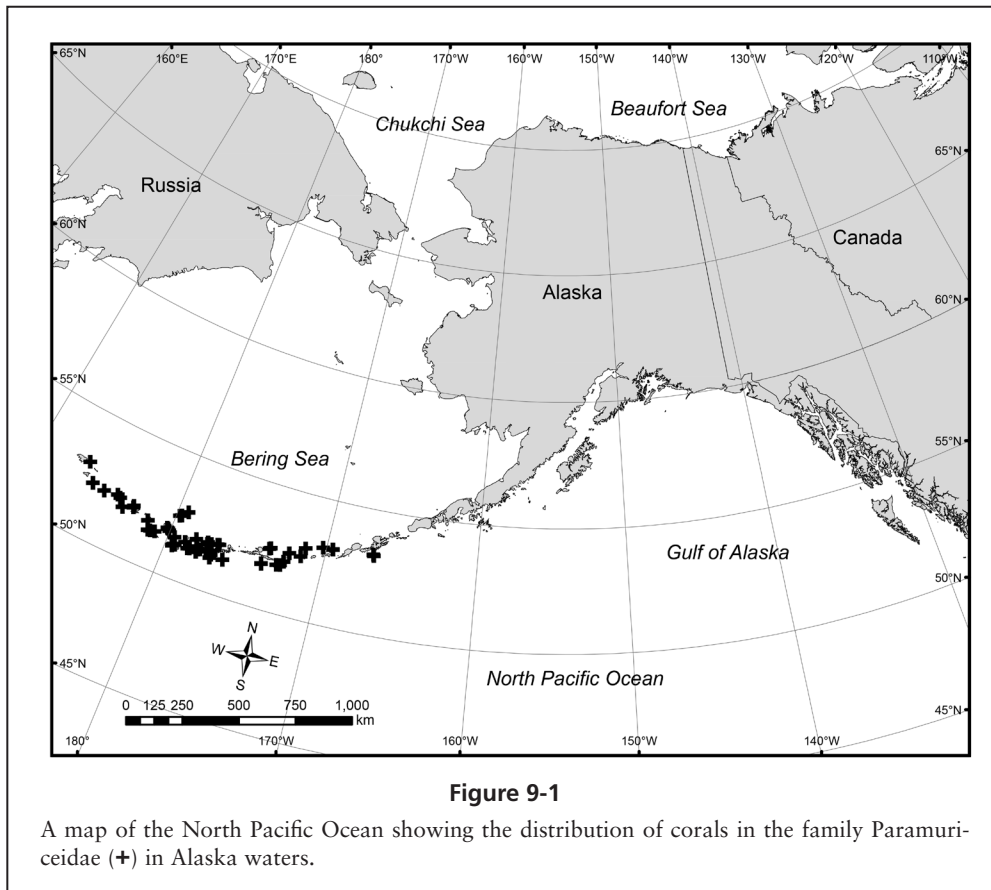 65°N 160°E 170°E 180° 170°W 160°W 150°W 140°W 130°W 120°W 110°W
Beaufort Sea
Chukchi Sea
65°N
Russia
60°N
Canada
Alaska
60°N
55°N
55°N
Bering Sea
50°N
Gulf of Alaska
50°N
N
W E
S
45°N
North Pacific Ocean
0 125 250 500 750 1,000
km
45°N
180° 170°W 160°W 150°W 140°W
Figure 9-1
A map of the North Pacific Ocean showing the distribution of corals in the family Paramuri-
ceidae (+) in Alaska waters.